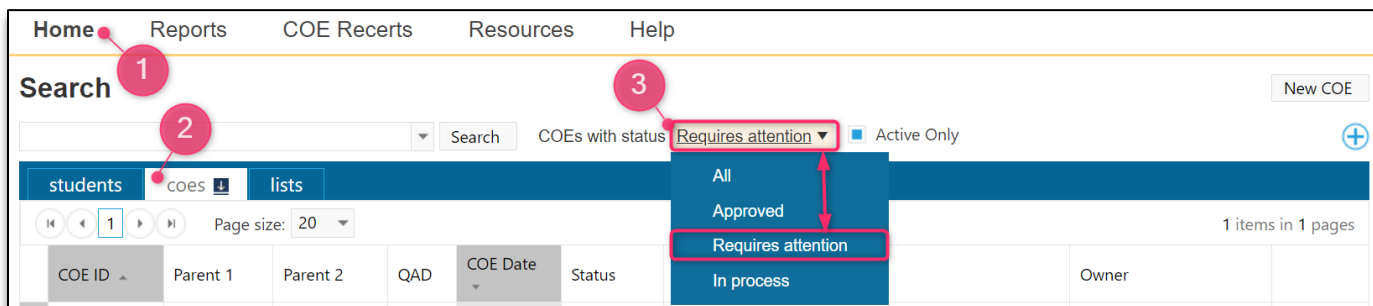 Home Reports COE Recerts Resources Help
1
Search
3
New COE
2
Search COEs with status Requires attention Active Only
students coes lists
All
1 Page size: 20
Approved
1 items in 1 pages
Requires attention
COE ID Parent 1 Parent 2 QAD COE Date Status Owner
In process